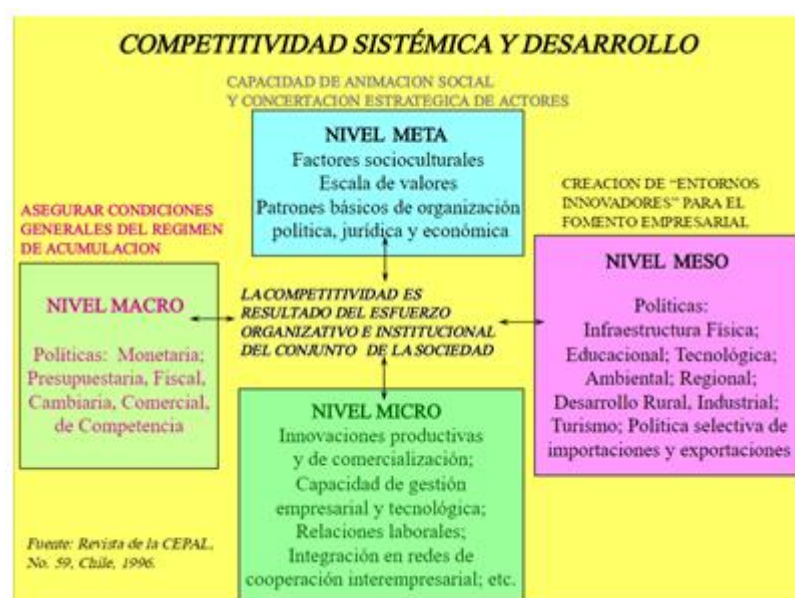 COMPETITIVIDAD SISTÉMICA Y DESARROLLO
CAPACIDAD DE ANIMACION SOCIAL
Y CONCERTACION ESTRATEGICA DE ACTORES
NIVEL META
Factores socioculturales
Escala de valores
Patrones básicos de organización
política, jurídica y económica
ASEGURAR CONDICIONES
GENERALES DEL REGIMEN
DE ACUMULACION
NIVEL MACRO
Políticas: Monetaria;
Presupuestaria, Fiscal,
Cambiaria, Comercial,
de Competencia
LA COMPETITIVIDAD ES
RESULTADO DEL ESFUERZO
ORGANIZATIVO E INSTITUCIONAL
DEL CONJUNTO DE LA SOCIEDAD
CREACION DE “ENTORNOS
INNOVADORES” PARA EL
FOMENTO EMPRESARIAL
NIVEL MESO
Políticas:
Infraestructura Física;
Educacional; Tecnológica;
Ambiental; Regional;
Desarrollo Rural, Industrial;
Turismo; Política selectiva de
importaciones y exportaciones
NIVEL MICRO
Innovaciones productivas
y de comercialización;
Capacidad de gestión
empresarial y tecnológica;
Relaciones laborales;
Integración en redes de
cooperación interempresarial; etc.
Fuente: Revista de la CEPAL,
No. 59, Chile, 1996.